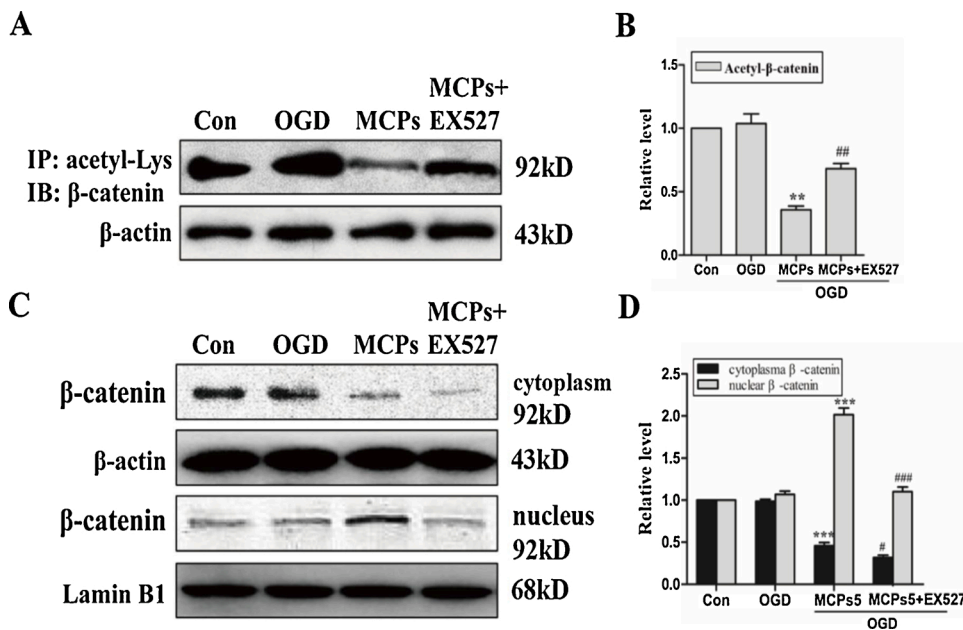 A
Con OGD MCPs MCPs+
EX527
IP: acetyl-Lys
IB: β-catenin
92kD
β-actin
43kD
B
Acetyl-β-catenin
Relative level
1.5
1.0
0.5
0.0
**
##
Con OGD MCPs MCPs+EX527
OGD
C
Con OGD MCPs MCPs+
EX527
β-catenin
cytoplasm
92kD
β-actin
43kD
β-catenin
nucleus
92kD
Lamin B1
68kD
D
cytoplasma β -catenin
nuclear β -catenin
Relative level
2.5
2.0
1.5
1.0
0.5
0.0
***
***
#
###
Con OGD MCPs5 MCPs5+EX527
OGD